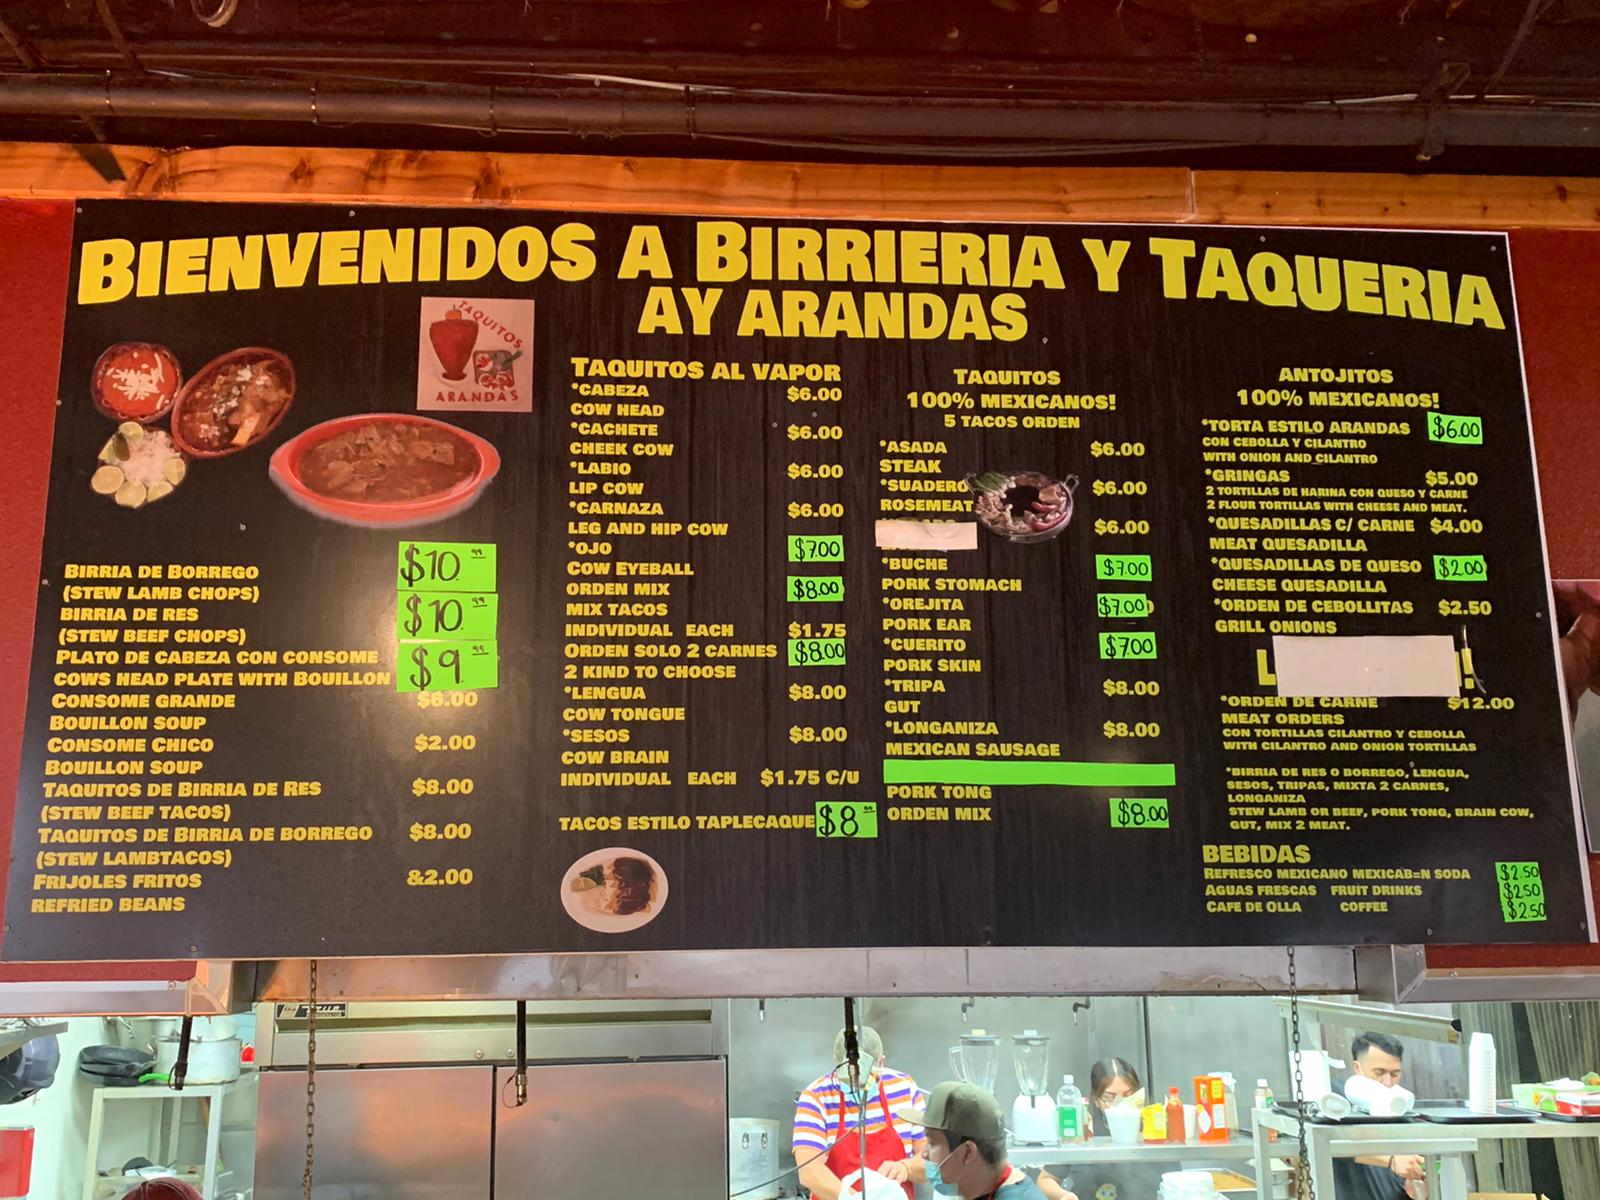 BIENVENIDOS A BIRRIERIA Y TAQUERIA
AY ARANDAS
TAQUITOS
ARANDAS
BIRRIA DE BORREGO $10.99
(STEW LAMB CHOPS)
BIRRIA DE RES $10.99
(STEW BEEF CHOPS)
PLATO DE CABEZA CON CONSOME $9.99
COWS HEAD PLATE WITH BOUILLON
CONSOME GRANDE $6.00
BOUILLON SOUP
CONSOME CHICO $2.00
BOUILLON SOUP
TAQUITOS DE BIRRIA DE RES $8.00
(STEW BEEF TACOS)
TAQUITOS DE BIRRIA DE BORREGO $8.00
(STEW LAMBTACOS)
FRIJOLES FRITOS &2.00
REFRIED BEANS
TAQUITOS AL VAPOR
*CABEZA $6.00
COW HEAD
*CACHETE $6.00
CHEEK COW
*LABIO $6.00
LIP COW
*CARNAZA $6.00
LEG AND HIP COW
*OJO $7.00
COW EYEBALL
ORDEN MIX $8.00
MIX TACOS
INDIVIDUAL EACH $1.75
ORDEN SOLO 2 CARNES $8.00
2 KIND TO CHOOSE
*LENGUA $8.00
COW TONGUE
*SESOS $8.00
COW BRAIN
INDIVIDUAL EACH $1.75 C/U
TACOS ESTILO TAPLECAQUE $8.99
TAQUITOS
100% MEXICANOS!
5 TACOS ORDEN
*ASADA $6.00
STEAK
*SUADERO $6.00
ROSEMEAT
$6.00
*BUCHE $7.00
PORK STOMACH
*OREJITA $7.00
PORK EAR
*CUERITO $7.00
PORK SKIN
*TRIPA $8.00
GUT
*LONGANIZA $8.00
MEXICAN SAUSAGE
PORK TONG
ORDEN MIX $8.00
ANTOJITOS
100% MEXICANOS!
*TORTA ESTILO ARANDAS $6.00
CON CEBOLLA Y CILANTRO
WITH ONION AND CILANTRO
*GRINGAS $5.00
2 TORTILLAS DE HARINA CON QUESO Y CARNE
2 FLOUR TORTILLAS WITH CHEESE AND MEAT.
*QUESADILLAS C/ CARNE $4.00
MEAT QUESADILLA
*QUESADILLAS DE QUESO $2.00
CHEESE QUESADILLA
*ORDEN DE CEBOLLITAS $2.50
GRILL ONIONS
*ORDEN DE CARNE $12.00
MEAT ORDERS
CON TORTILLAS CILANTRO Y CEBOLLA
WITH CILANTRO AND ONION TORTILLAS
*BIRRIA DE RES O BORREGO, LENGUA,
SESOS, TRIPAS, MIXTA 2 CARNES,
LONGANIZA
STEW LAMB OR BEEF, PORK TONG, BRAIN COW,
GUT, MIX 2 MEAT.
BEBIDAS
REFRESCO MEXICANO MEXICAB=N SODA $2.50
AGUAS FRESCAS FRUIT DRINKS $2.50
CAFE DE OLLA COFFEE $2.50